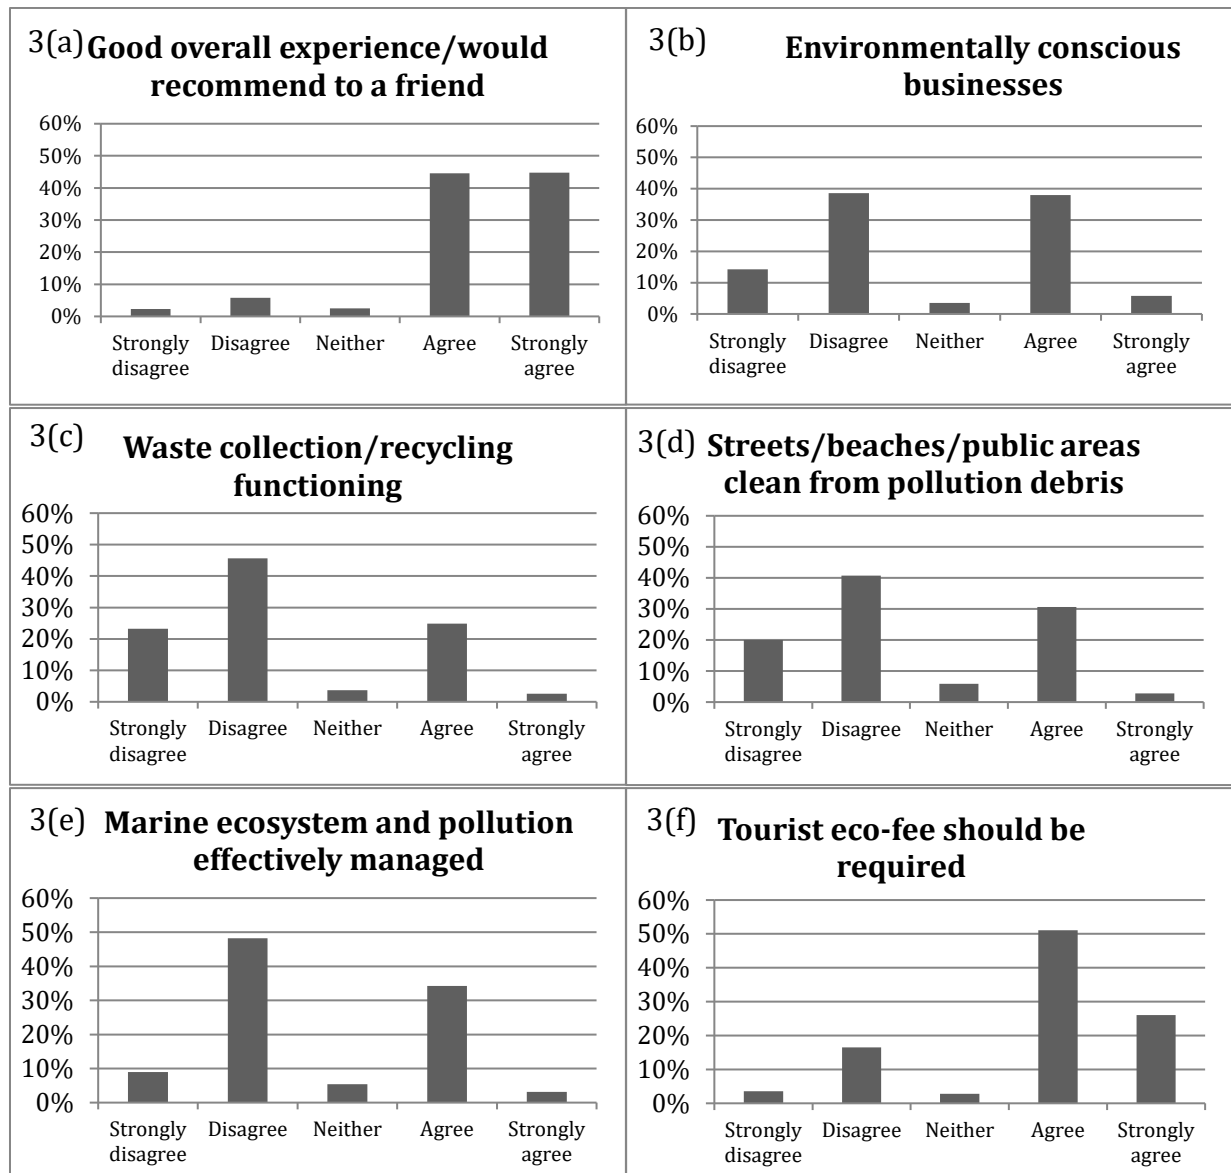 3(a) Good overall experience/would
recommend to a friend
60%
50%
40%
30%
20%
10%
0%
Strongly disagree
Disagree
Neither
Agree
Strongly agree
3(b) Environmentally conscious
businesses
60%
50%
40%
30%
20%
10%
0%
Strongly disagree
Disagree
Neither
Agree
Strongly agree
3(c) Waste collection/recycling
functioning
60%
50%
40%
30%
20%
10%
0%
Strongly disagree
Disagree
Neither
Agree
Strongly agree
3(d) Streets/beaches/public areas
clean from pollution debris
60%
50%
40%
30%
20%
10%
0%
Strongly disagree
Disagree
Neither
Agree
Strongly agree
3(e) Marine ecosystem and pollution
effectively managed
60%
50%
40%
30%
20%
10%
0%
Strongly disagree
Disagree
Neither
Agree
Strongly agree
3(f) Tourist eco-fee should be
required
60%
50%
40%
30%
20%
10%
0%
Strongly disagree
Disagree
Neither
Agree
Strongly agree